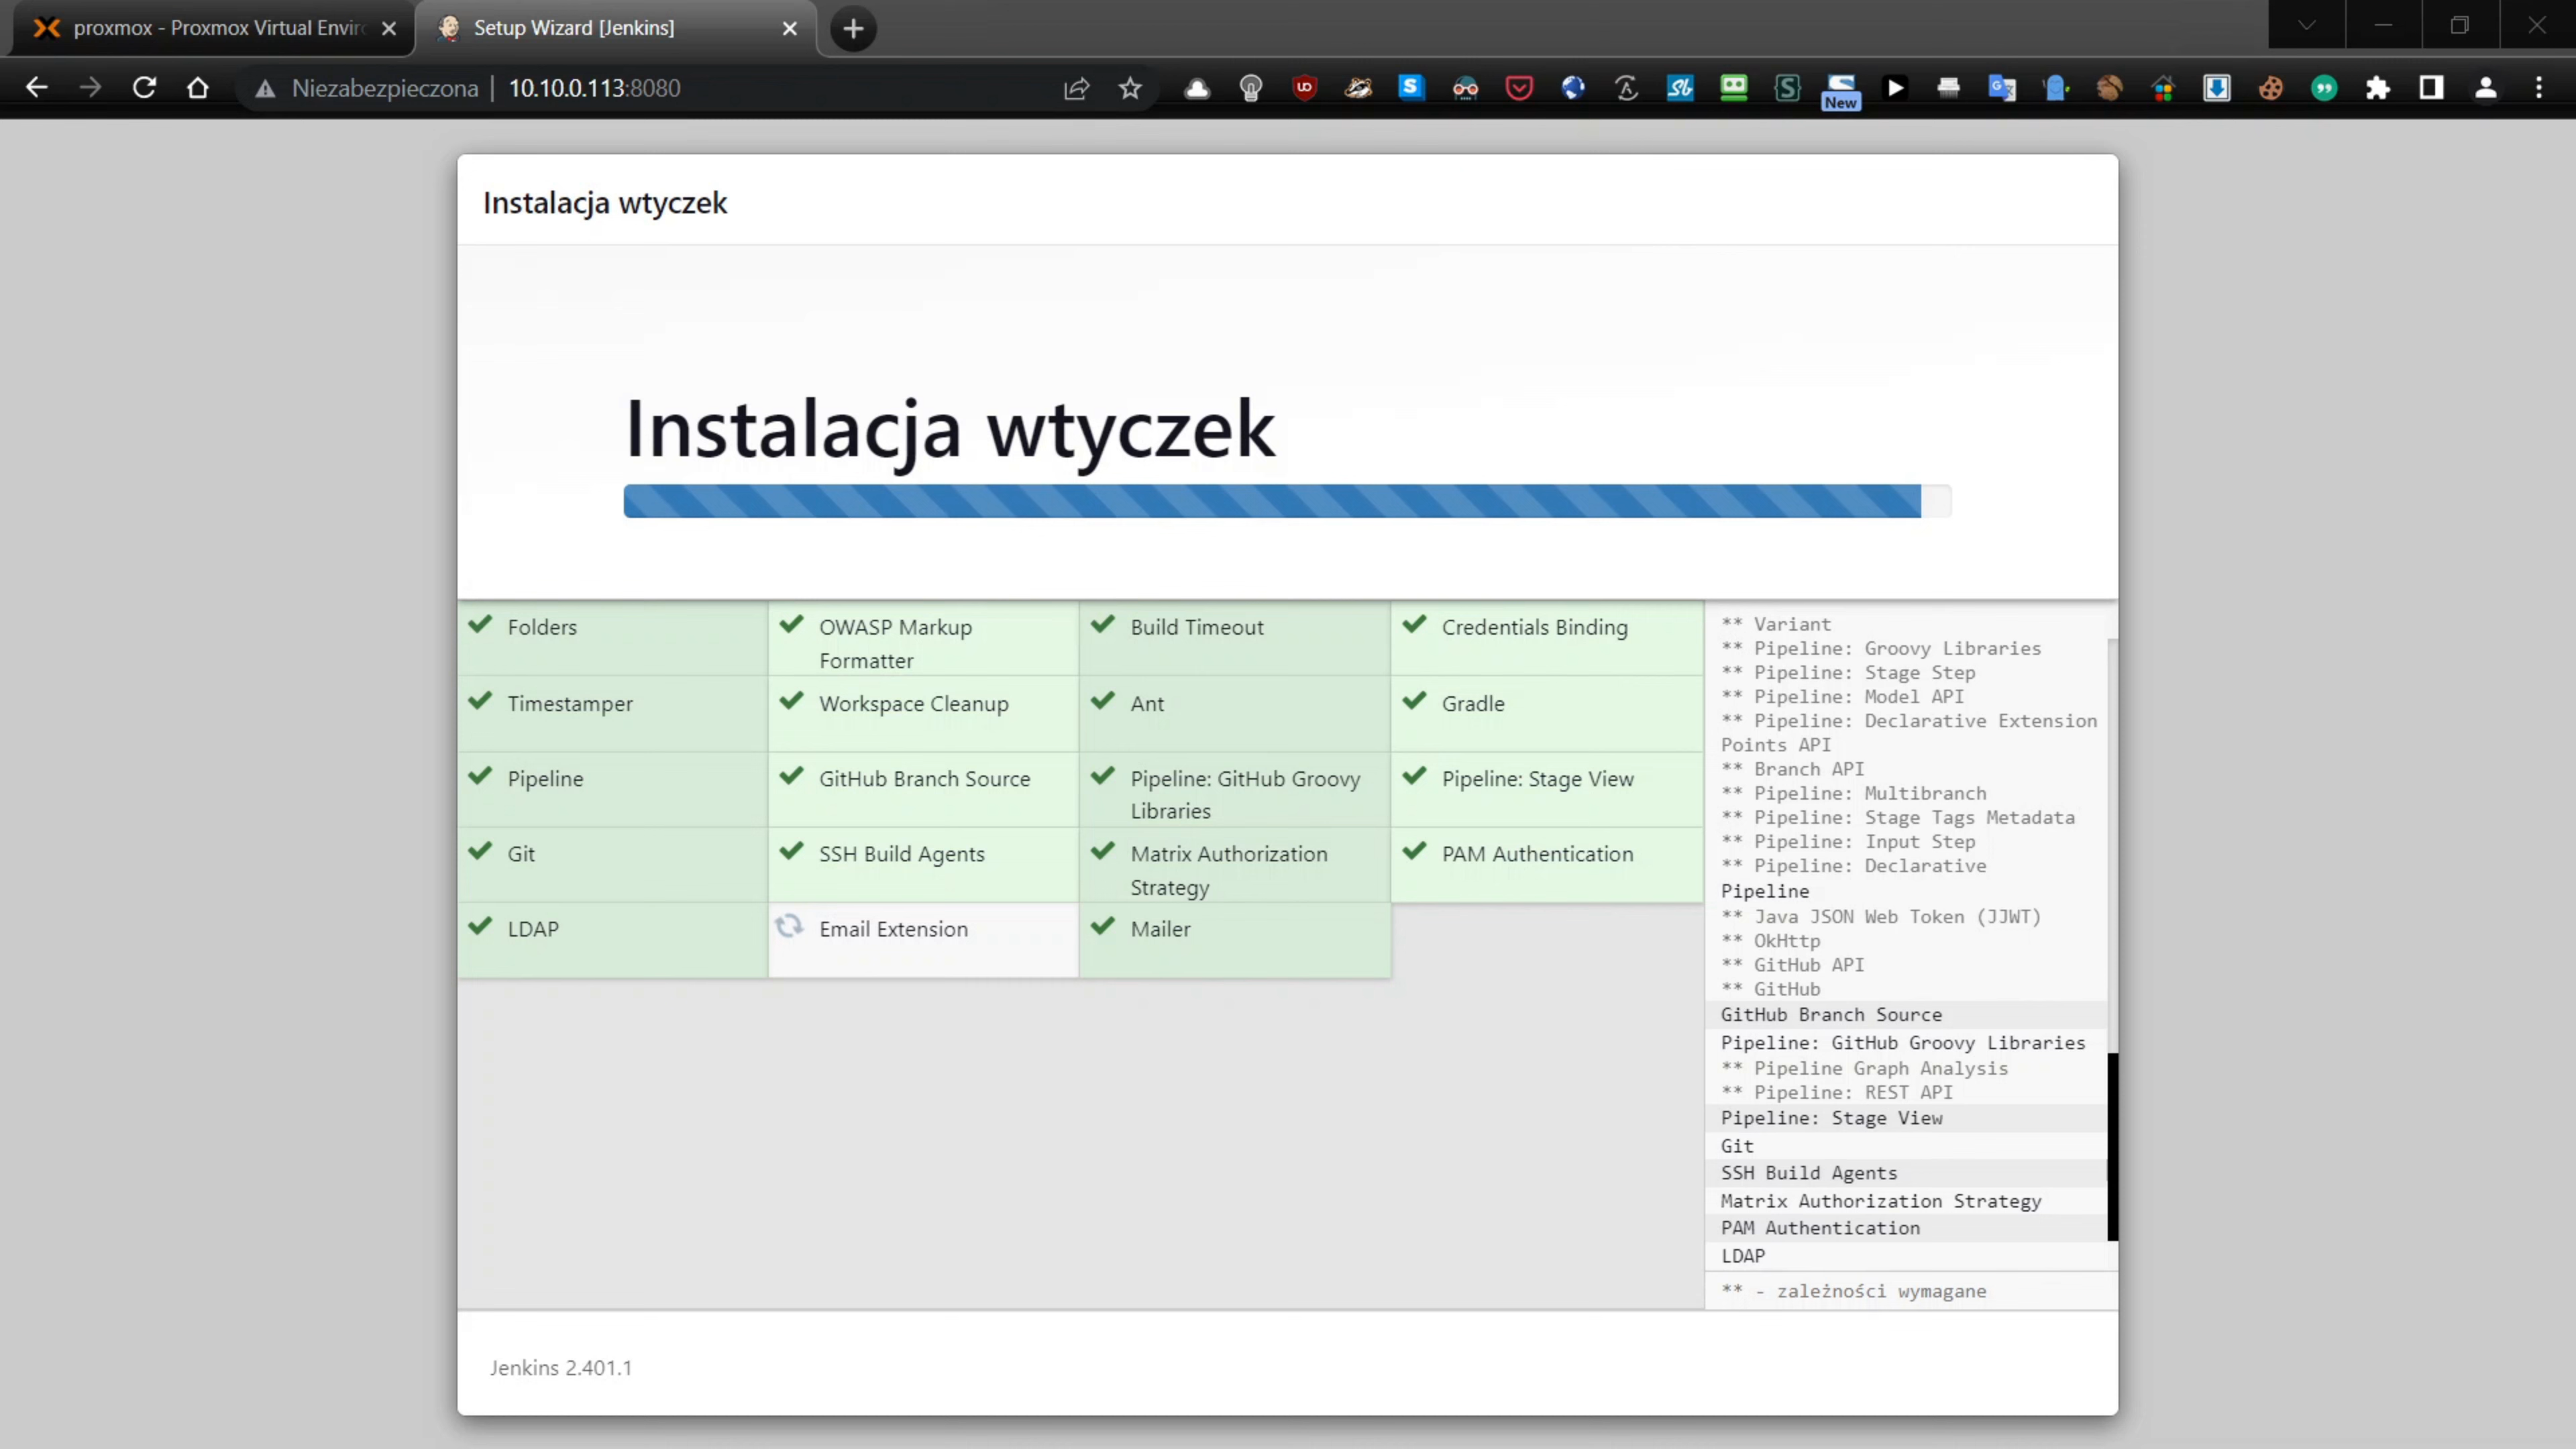 proxmox - Proxmox Virtual Envir
Setup Wizard [Jenkins]
Niezabezpieczona | 10.10.0.113:8080
New
Instalacja wtyczek
Instalacja wtyczek
Folders
OWASP Markup
Formatter
Build Timeout
Credentials Binding
Timestamper
Workspace Cleanup
Ant
Gradle
Pipeline
GitHub Branch Source
Pipeline: GitHub Groovy
Libraries
Pipeline: Stage View
Git
SSH Build Agents
Matrix Authorization
Strategy
PAM Authentication
LDAP
Email Extension
Mailer
** Variant
** Pipeline: Groovy Libraries
** Pipeline: Stage Step
** Pipeline: Model API
** Pipeline: Declarative Extension
Points API
** Branch API
** Pipeline: Multibranch
** Pipeline: Stage Tags Metadata
** Pipeline: Input Step
** Pipeline: Declarative
Pipeline
** Java JSON Web Token (JJWT)
** OkHttp
** GitHub API
** GitHub
GitHub Branch Source
Pipeline: GitHub Groovy Libraries
** Pipeline Graph Analysis
** Pipeline: REST API
Pipeline: Stage View
Git
SSH Build Agents
Matrix Authorization Strategy
PAM Authentication
LDAP
** - zależności wymagane
Jenkins 2.401.1